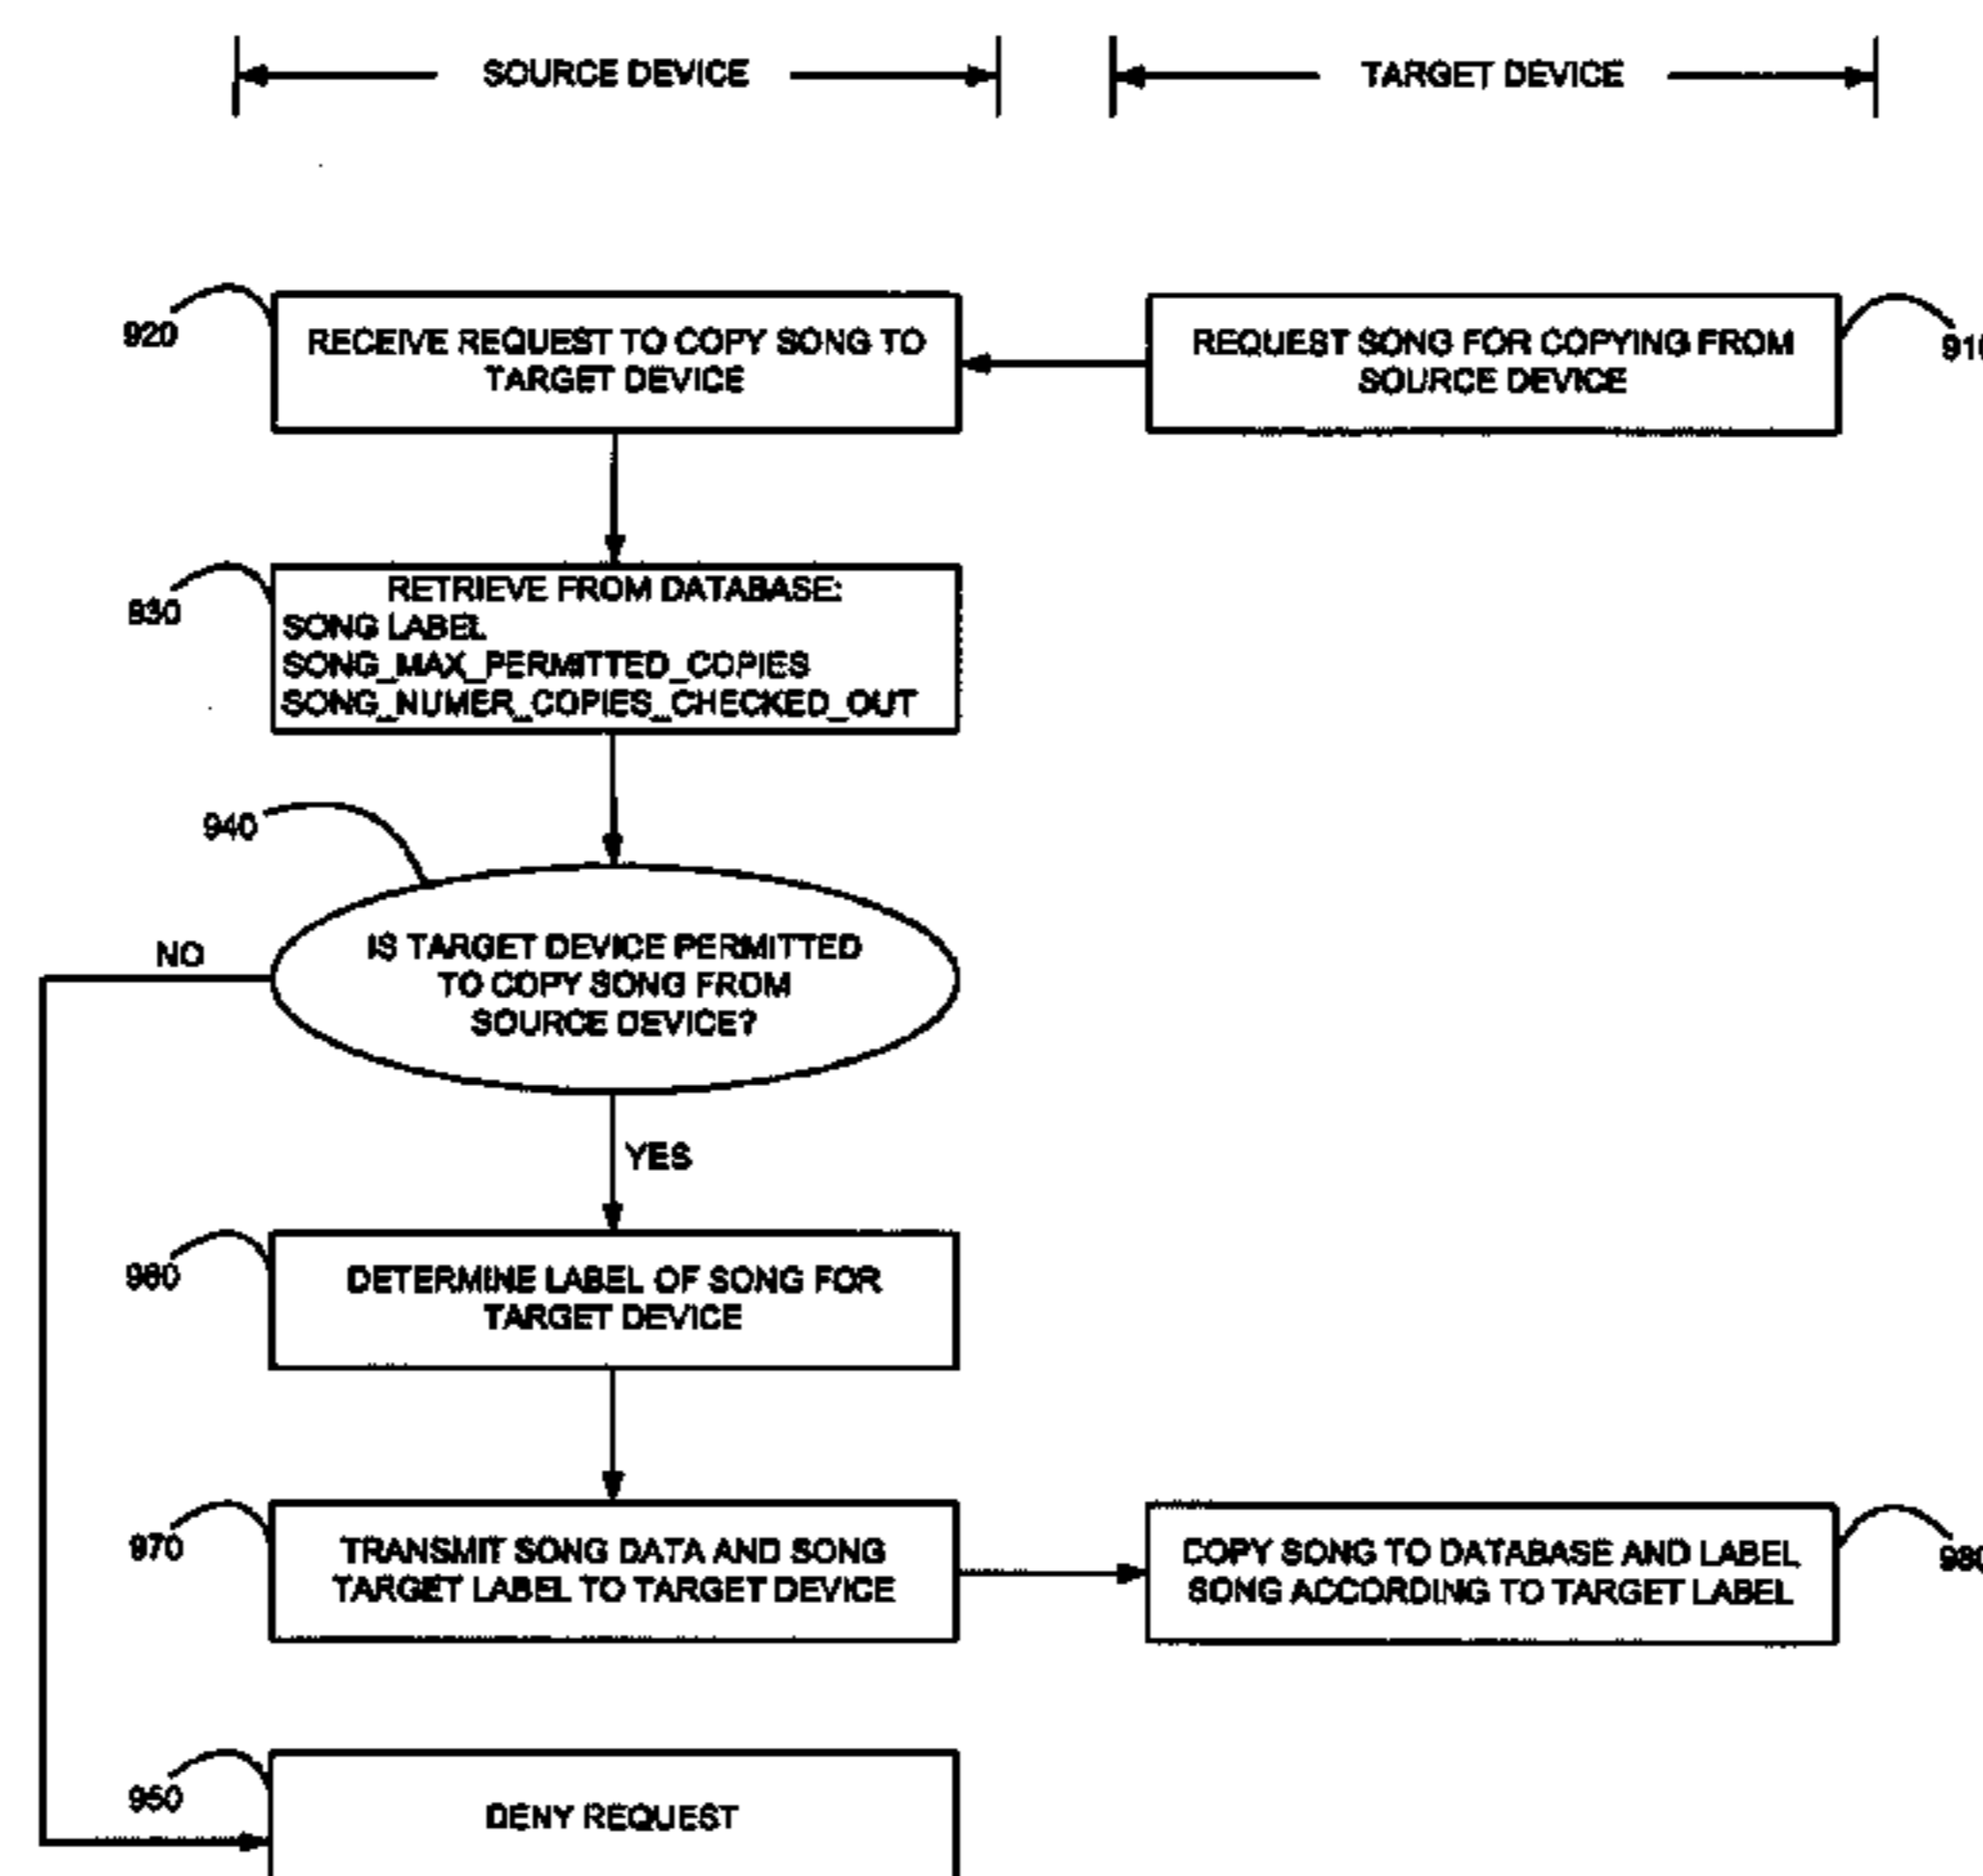 SOURCE DEVICE
TARGET DEVICE
920
RECEIVE REQUEST TO COPY SONG TO
TARGET DEVICE
REQUEST SONG FOR COPYING FROM
SOURCE DEVICE
910
930
RETRIEVE FROM DATABASE:
SONG LABEL
SONG_MAX_PERMITTED_COPIES
SONG_NUMER_COPIES_CHECKED_OUT
940
NO
IS TARGET DEVICE PERMITTED
TO COPY SONG FROM
SOURCE DEVICE?
YES
960
DETERMINE LABEL OF SONG FOR
TARGET DEVICE
970
TRANSMIT SONG DATA AND SONG
TARGET LABEL TO TARGET DEVICE
COPY SONG TO DATABASE AND LABEL
SONG ACCORDING TO TARGET LABEL
980
950
DENY REQUEST